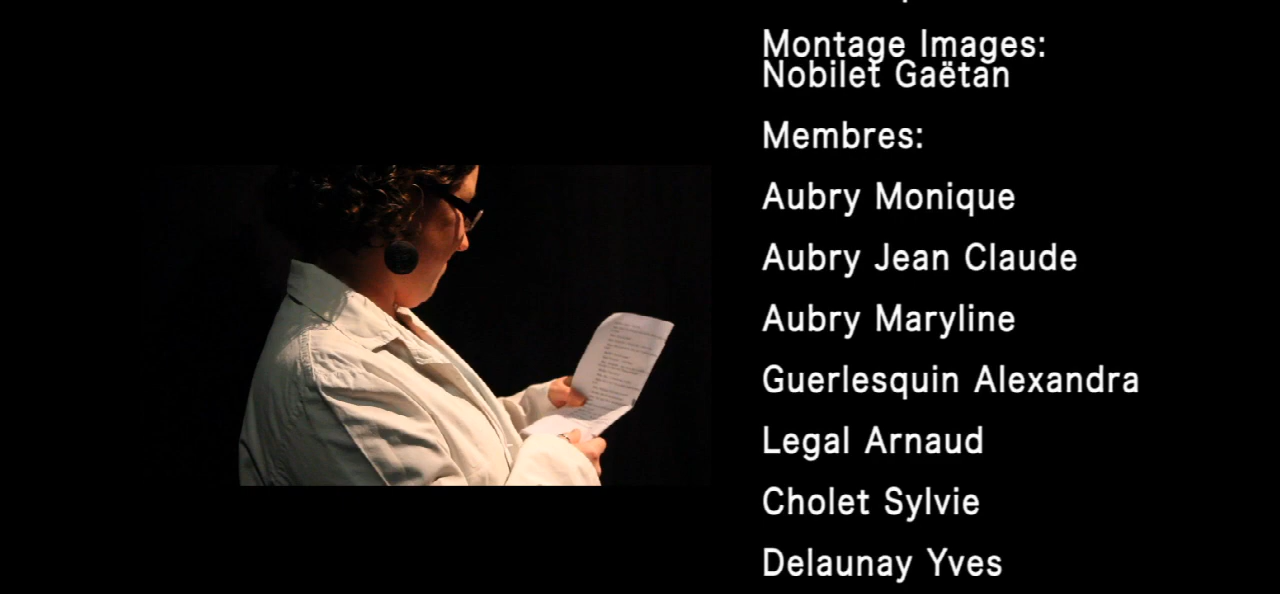 Montage Images:
Nobilet Gaëtan
Membres:
Aubry Monique
Aubry Jean Claude
Aubry Maryline
Guerlesquin Alexandra
Legal Arnaud
Cholet Sylvie
Delaunay Yves